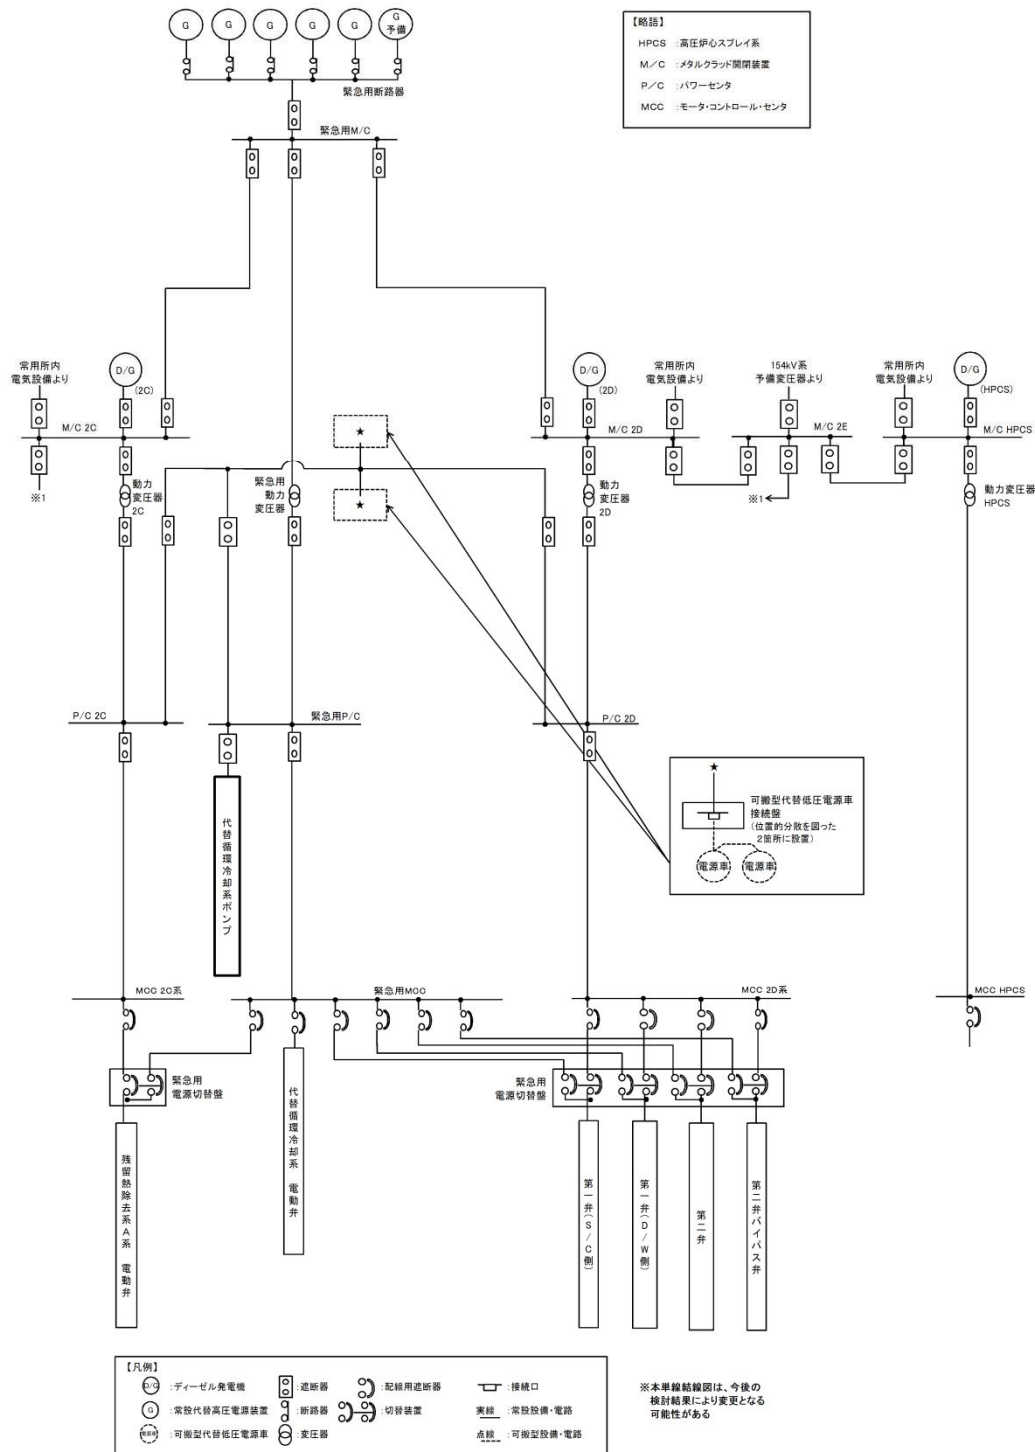 G
G
G
G
G
G
予備
緊急用断路器
緊急用M/C
【略語】
HPCS :高圧炉心スプレイ系
M/C :メタルクラッド開閉装置
P/C :パワーセンタ
MCC :モータ・コントロール・センタ
常用所内
電気設備より
D/G
(2C)
M/C 2C
※1
動力
変圧器
2C
緊急用
動力
変圧器
★
★
D/G
(2D)
M/C 2D
動力
変圧器
2D
常用所内
電気設備より
154kV系
予備変圧器より
M/C 2E
※1
常用所内
電気設備より
D/G
(HPCS)
M/C HPCS
動力変圧器
HPCS
P/C 2C
緊急用P/C
P/C 2D
代替循環冷却系ポンプ
★
可搬型代替低圧電源車
接続盤
(位置的分散を図った
2箇所に設置)
電源車
電源車
MCC 2C系
緊急用MCC
MCC 2D系
MCC HPCS
緊急用
電源切替盤
緊急用
電源切替盤
残留熱除去系A系 電動弁
代替循環冷却系 電動弁
第一弁(S/C側)
第一弁(D/W側)
第二弁
第二弁バイパス弁
【凡例】
D/G :ディーゼル発電機
:遮断器
:配線用遮断器
:接続口
G :常設代替高圧電源装置
:断路器
:切替装置
実線 :常設設備・電路
電源車 :可搬型代替低圧電源車
:変圧器
点線 :可搬型設備・電路
※本単線結線図は、今後の
検討結果により変更となる
可能性がある